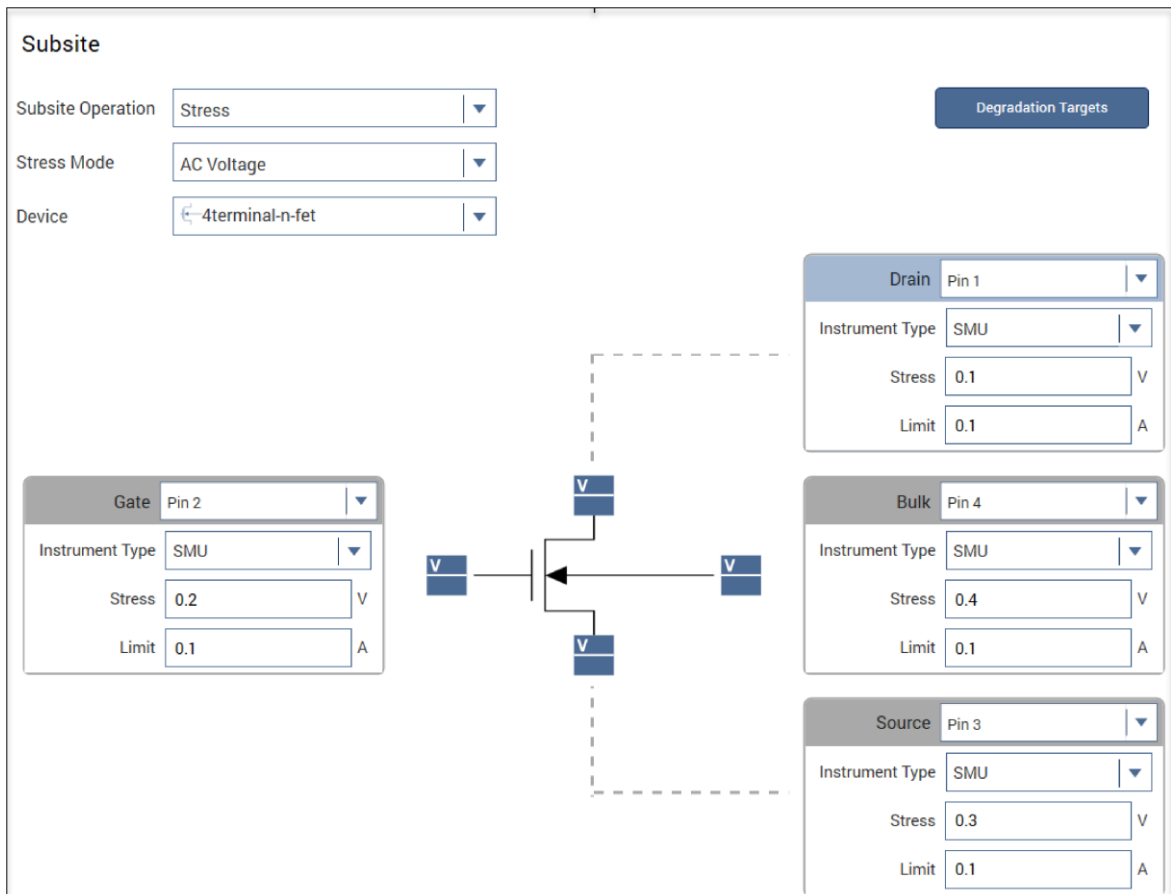 Subsite
Subsite Operation Stress
Degradation Targets
Stress Mode AC Voltage
Device 4terminal-n-fet
Drain Pin 1
Instrument Type SMU
Stress 0.1 V
Limit 0.1 A
Gate Pin 2
Instrument Type SMU
Stress 0.2 V
Limit 0.1 A
V
V
V
V
Bulk Pin 4
Instrument Type SMU
Stress 0.4 V
Limit 0.1 A
Source Pin 3
Instrument Type SMU
Stress 0.3 V
Limit 0.1 A